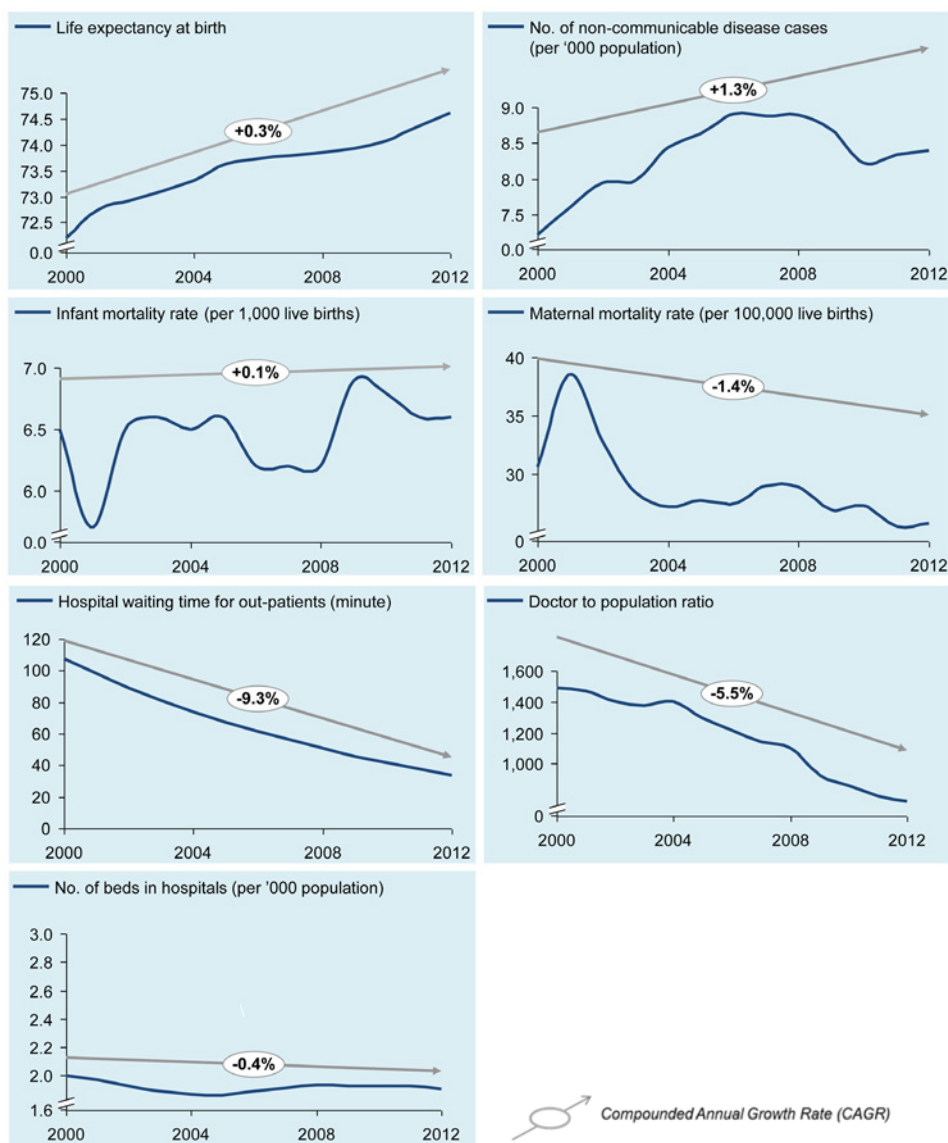 Life expectancy at birth
75.0
74.5
74.0
73.5
73.0
72.5
0.0
+0.3%
2000 2004 2008 2012
No. of non-communicable disease cases
(per '000 population)
9.0
8.5
8.0
7.5
0.0
+1.3%
2000 2004 2008 2012
Infant mortality rate (per 1,000 live births)
7.0
6.5
6.0
0.0
+0.1%
2000 2004 2008 2012
Maternal mortality rate (per 100,000 live births)
40
35
30
0
-1.4%
2000 2004 2008 2012
Hospital waiting time for out-patients (minute)
120
100
80
60
40
20
0
-9.3%
2000 2004 2008 2012
Doctor to population ratio
1,600
1,400
1,200
1,000
0
-5.5%
2000 2004 2008 2012
No. of beds in hospitals (per '000 population)
3.0
2.8
2.6
2.4
2.2
2.0
1.6
-0.4%
2000 2004 2008 2012
Compounded Annual Growth Rate (CAGR)